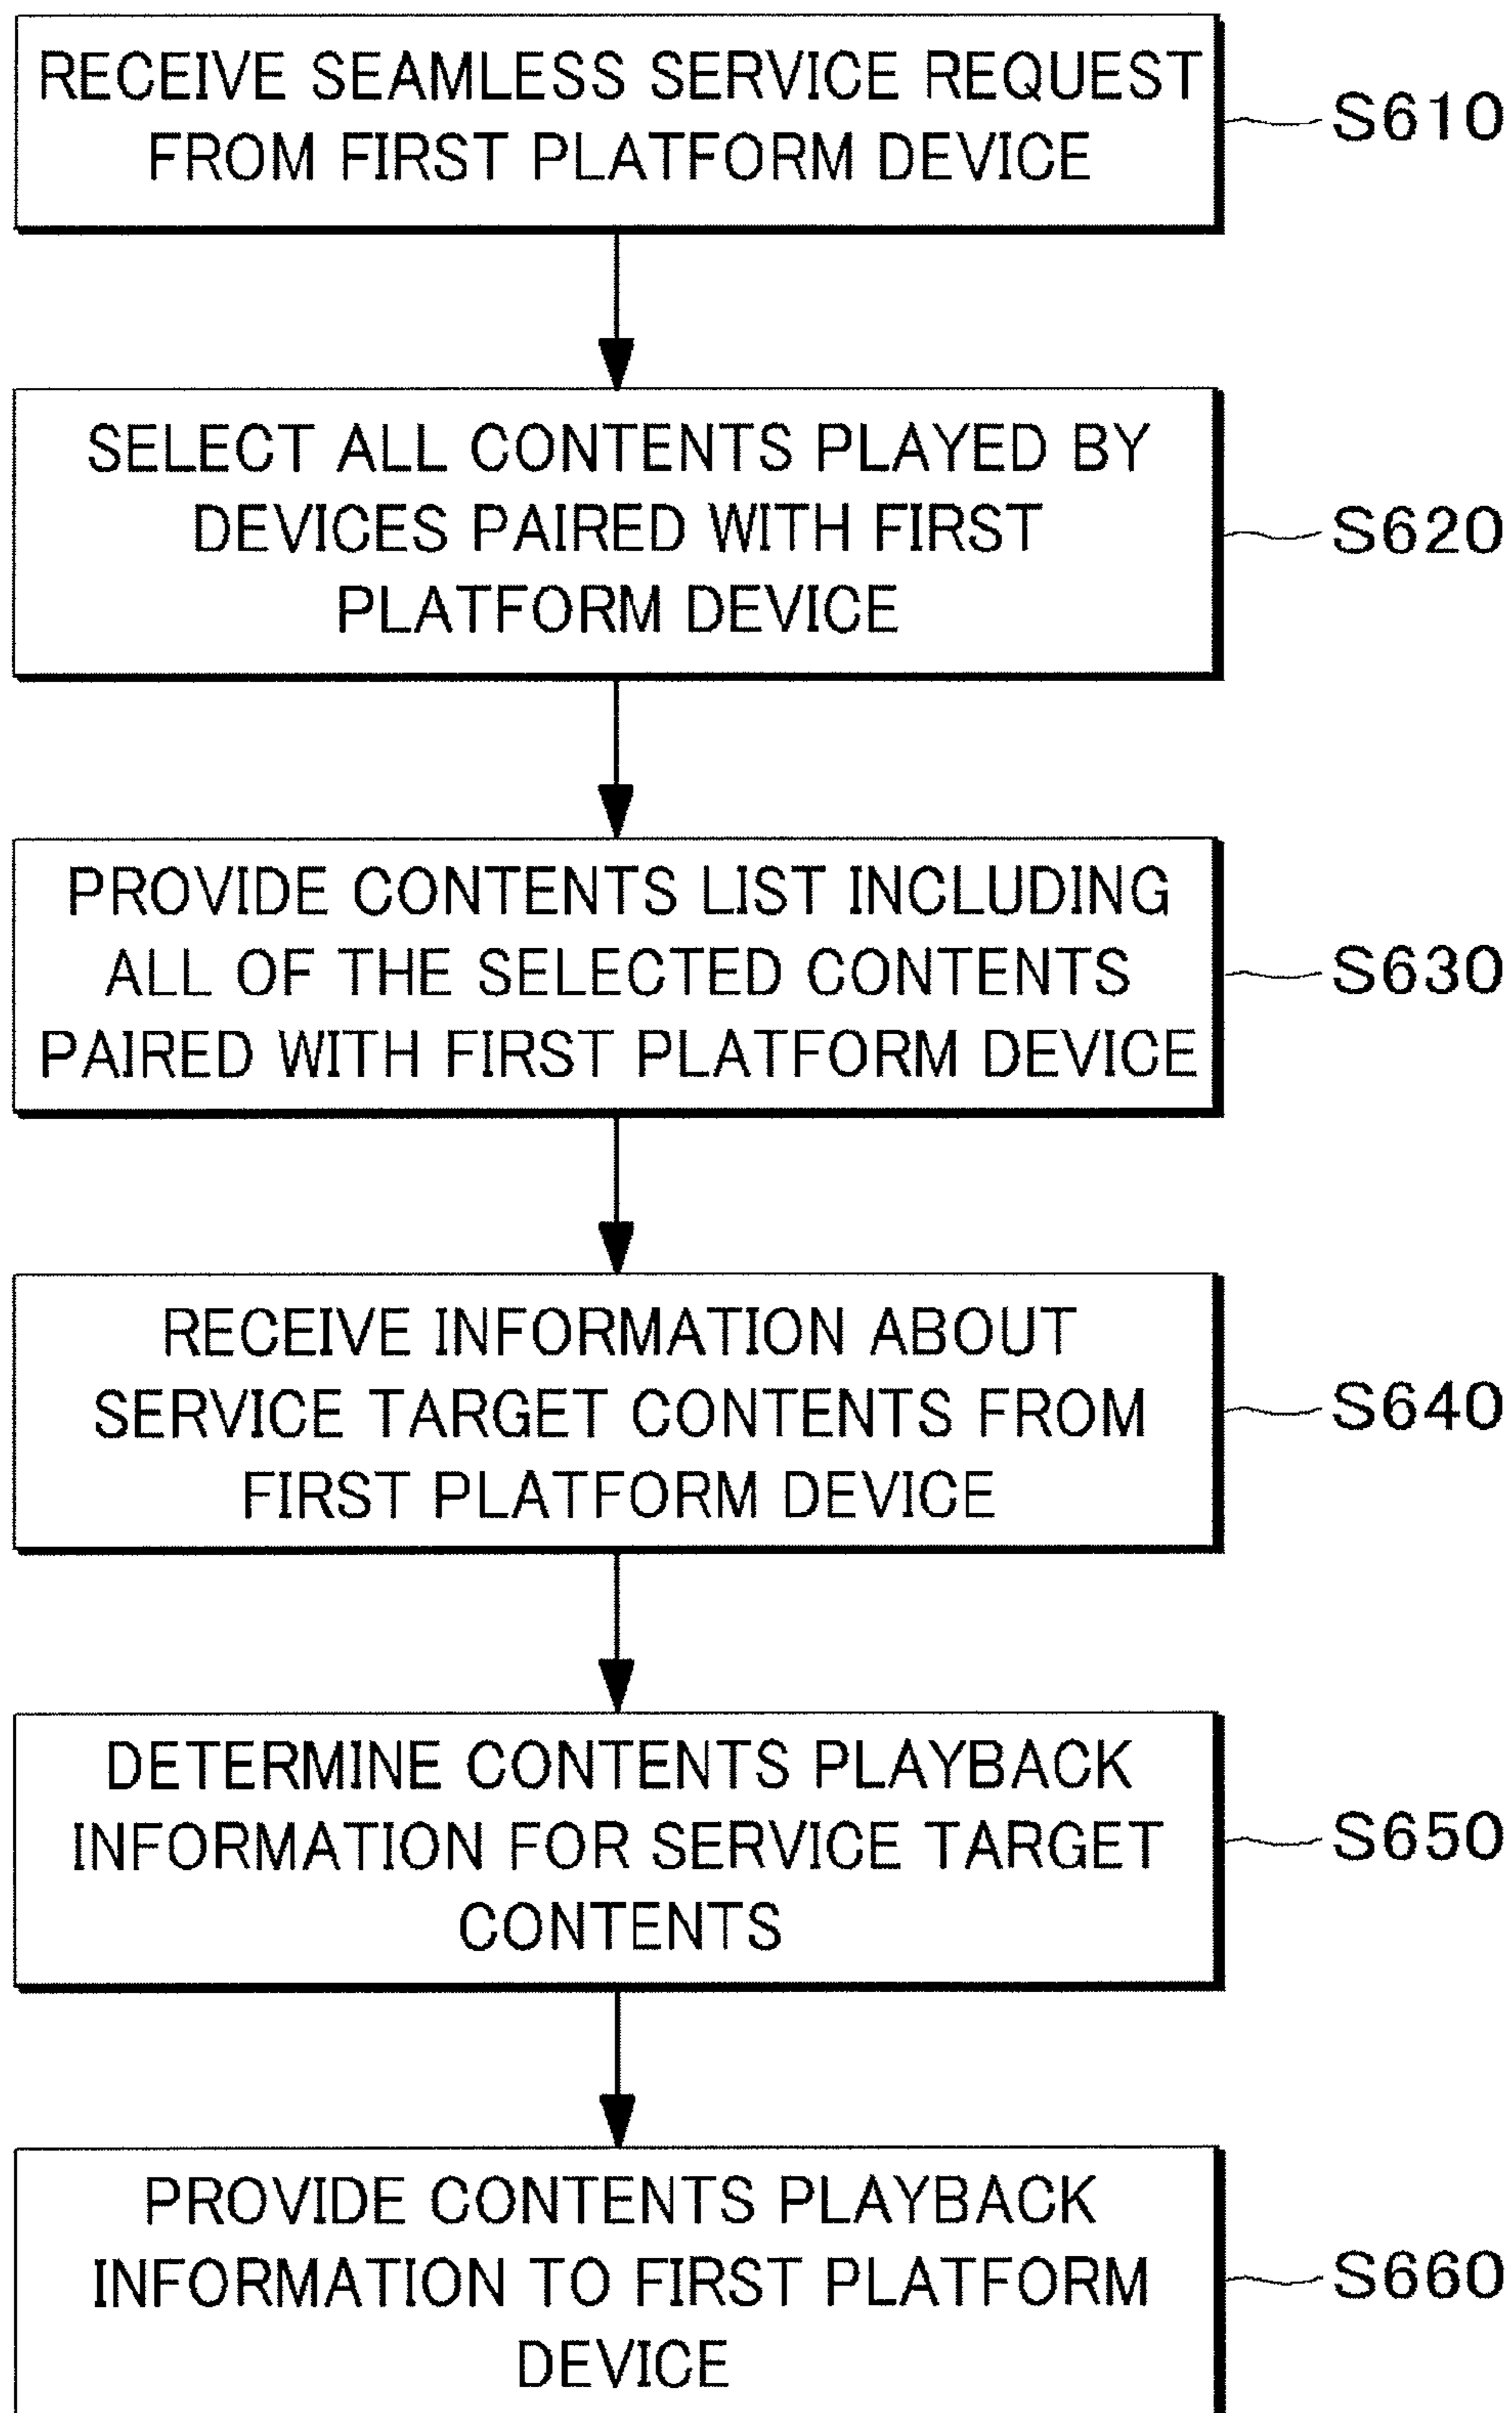 RECEIVE SEAMLESS SERVICE REQUEST
FROM FIRST PLATFORM DEVICE
S610
SELECT ALL CONTENTS PLAYED BY
DEVICES PAIRED WITH FIRST
PLATFORM DEVICE
S620
PROVIDE CONTENTS LIST INCLUDING
ALL OF THE SELECTED CONTENTS
PAIRED WITH FIRST PLATFORM DEVICE
S630
RECEIVE INFORMATION ABOUT
SERVICE TARGET CONTENTS FROM
FIRST PLATFORM DEVICE
S640
DETERMINE CONTENTS PLAYBACK
INFORMATION FOR SERVICE TARGET
CONTENTS
S650
PROVIDE CONTENTS PLAYBACK
INFORMATION TO FIRST PLATFORM
DEVICE
S660